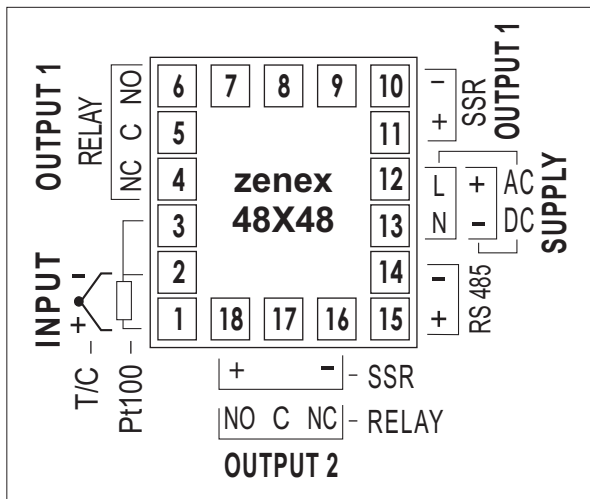 OUTPUT 1
RELAY
NC C NO
6 7 8 9 10
5 11
4 12
3 13
2 14
1 18 17 16 15
zenex
48X48
- +
SSR
OUTPUT 1
L + AC
N - DC
SUPPLY
- +
RS 485
INPUT
- +
T/C -
Pt100 -
+ - - SSR
NO C NC - RELAY
OUTPUT 2